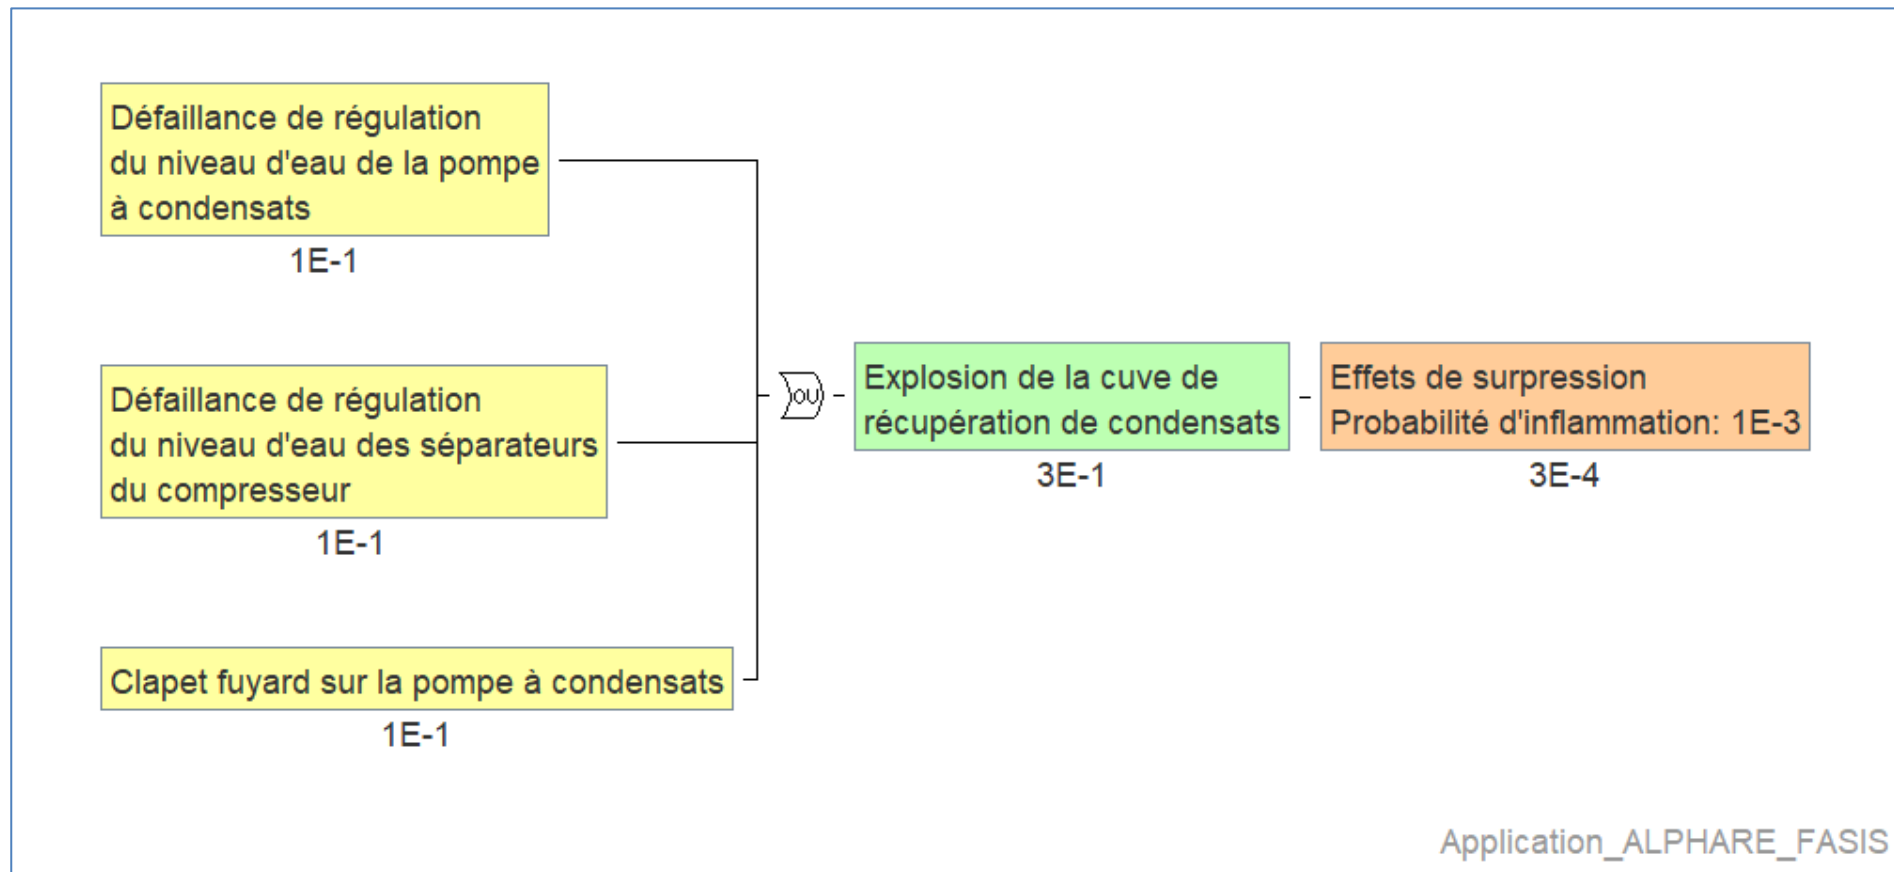 Défaillance de régulation
du niveau d'eau de la pompe
à condensats
1E-1
Défaillance de régulation
du niveau d'eau des séparateurs
du compresseur
1E-1
Clapet fuyard sur la pompe à condensats
1E-1
OU
Explosion de la cuve de
récupération de condensats
3E-1
Effets de surpression
Probabilité d'inflammation: 1E-3
3E-4
Application_ALPHARE_FASIS